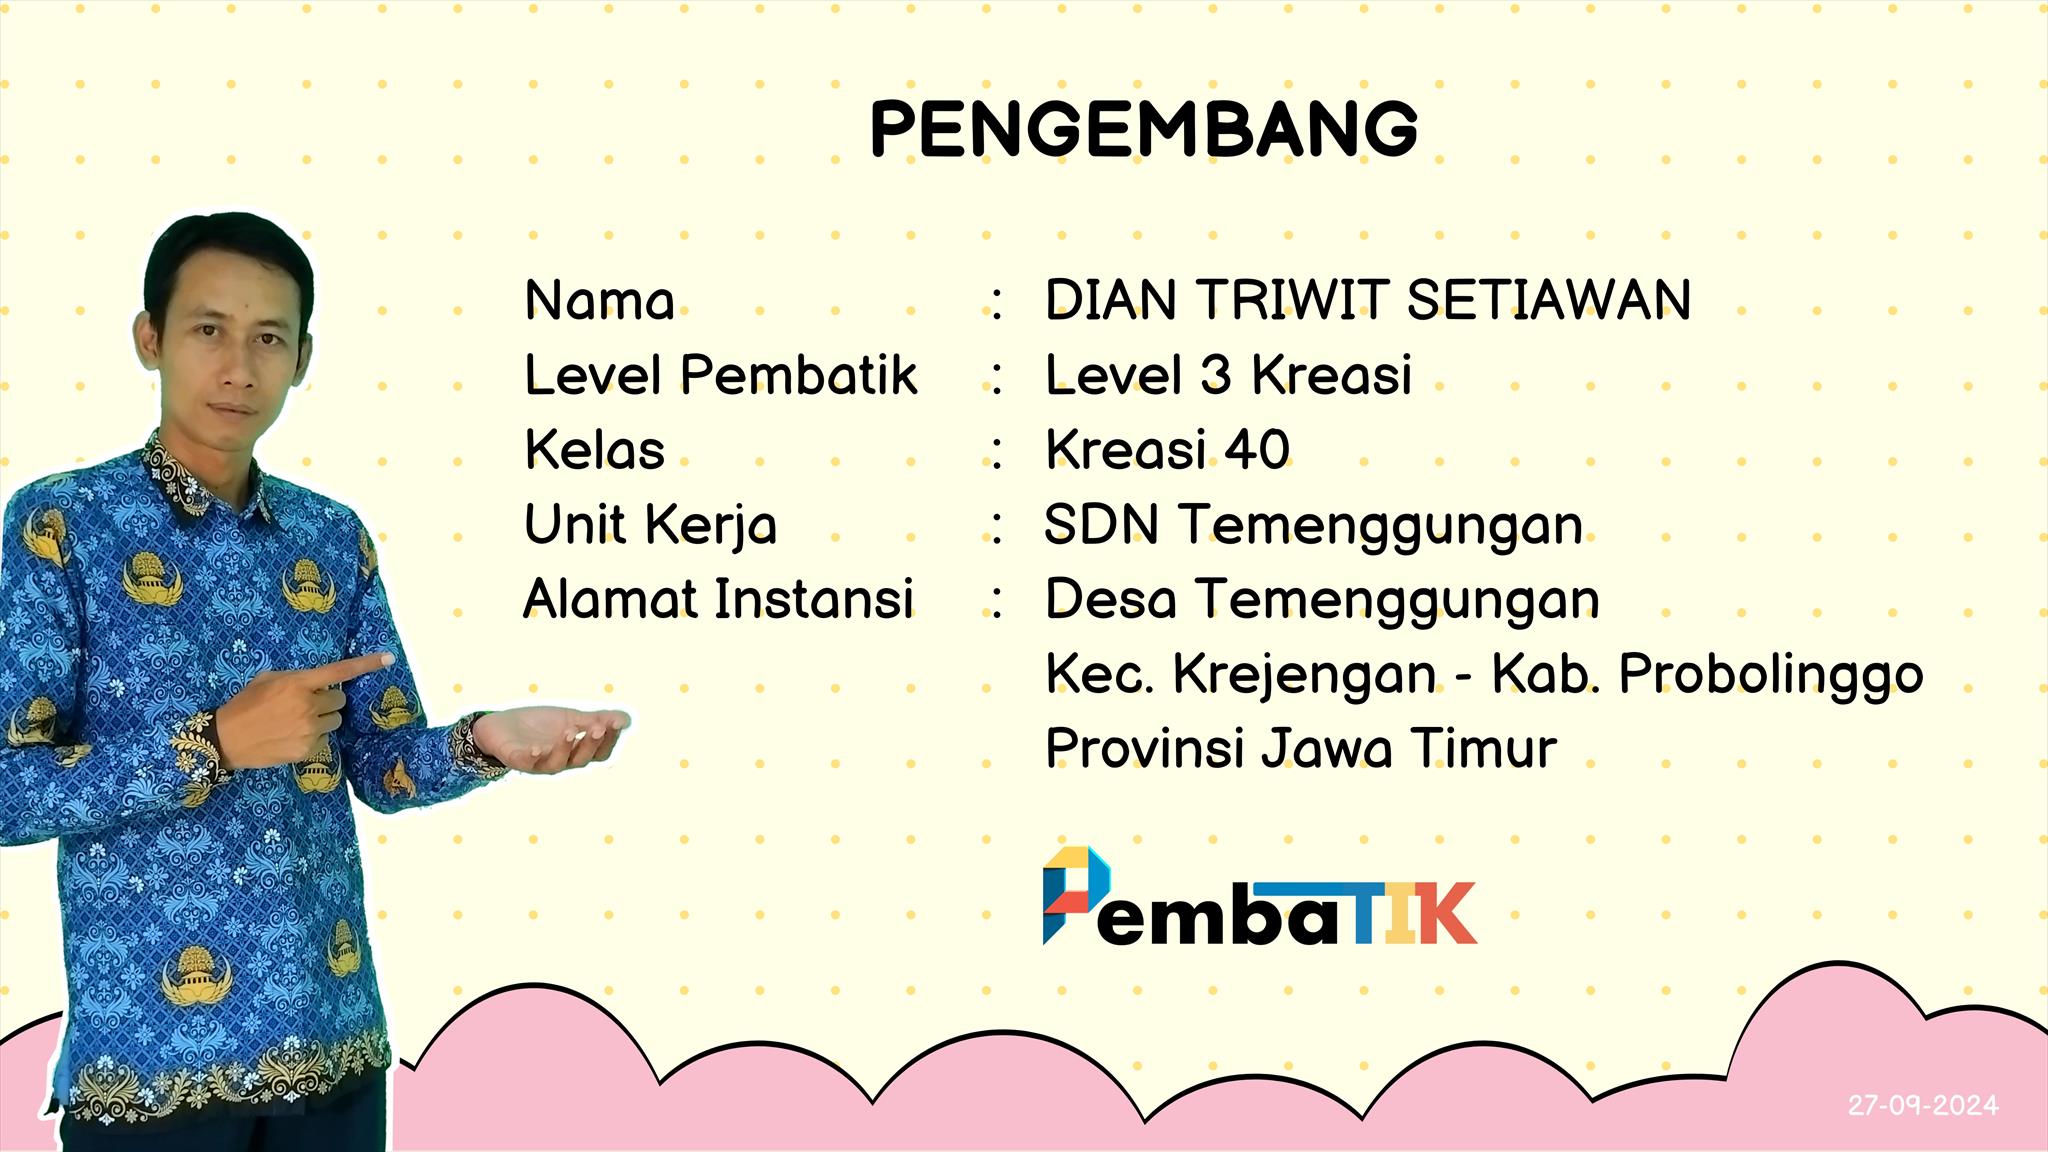 PENGEMBANG
Nama : DIAN TRIWIT SETIAWAN
Level Pembatik : Level 3 Kreasi
Kelas : Kreasi 40
Unit Kerja : SDN Temenggungan
Alamat Instansi : Desa Temenggungan
Kec. Krejengan - Kab. Probolinggo
Provinsi Jawa Timur
PembaTIK
27-09-2024